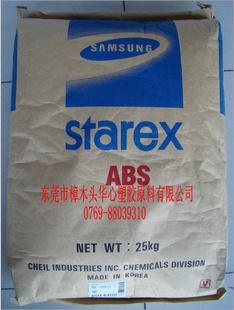 SAMSUNG
starex
ABS
东莞市樟木头华心塑胶原料有限公司
0769-88039310
NET WT : 25kg
CHEIL INDUSTRIES INC. CHEMICALS DIVISION
MADE IN KOREA